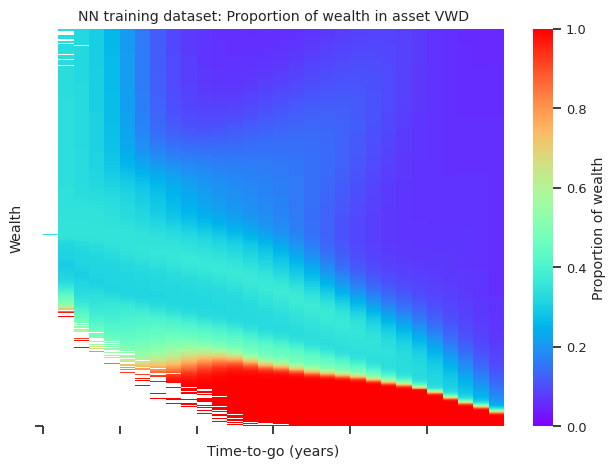 NN training dataset: Proportion of wealth in asset VWD
Wealth
Time-to-go (years)
1.0
0.8
0.6
0.4
0.2
0.0
Proportion of wealth